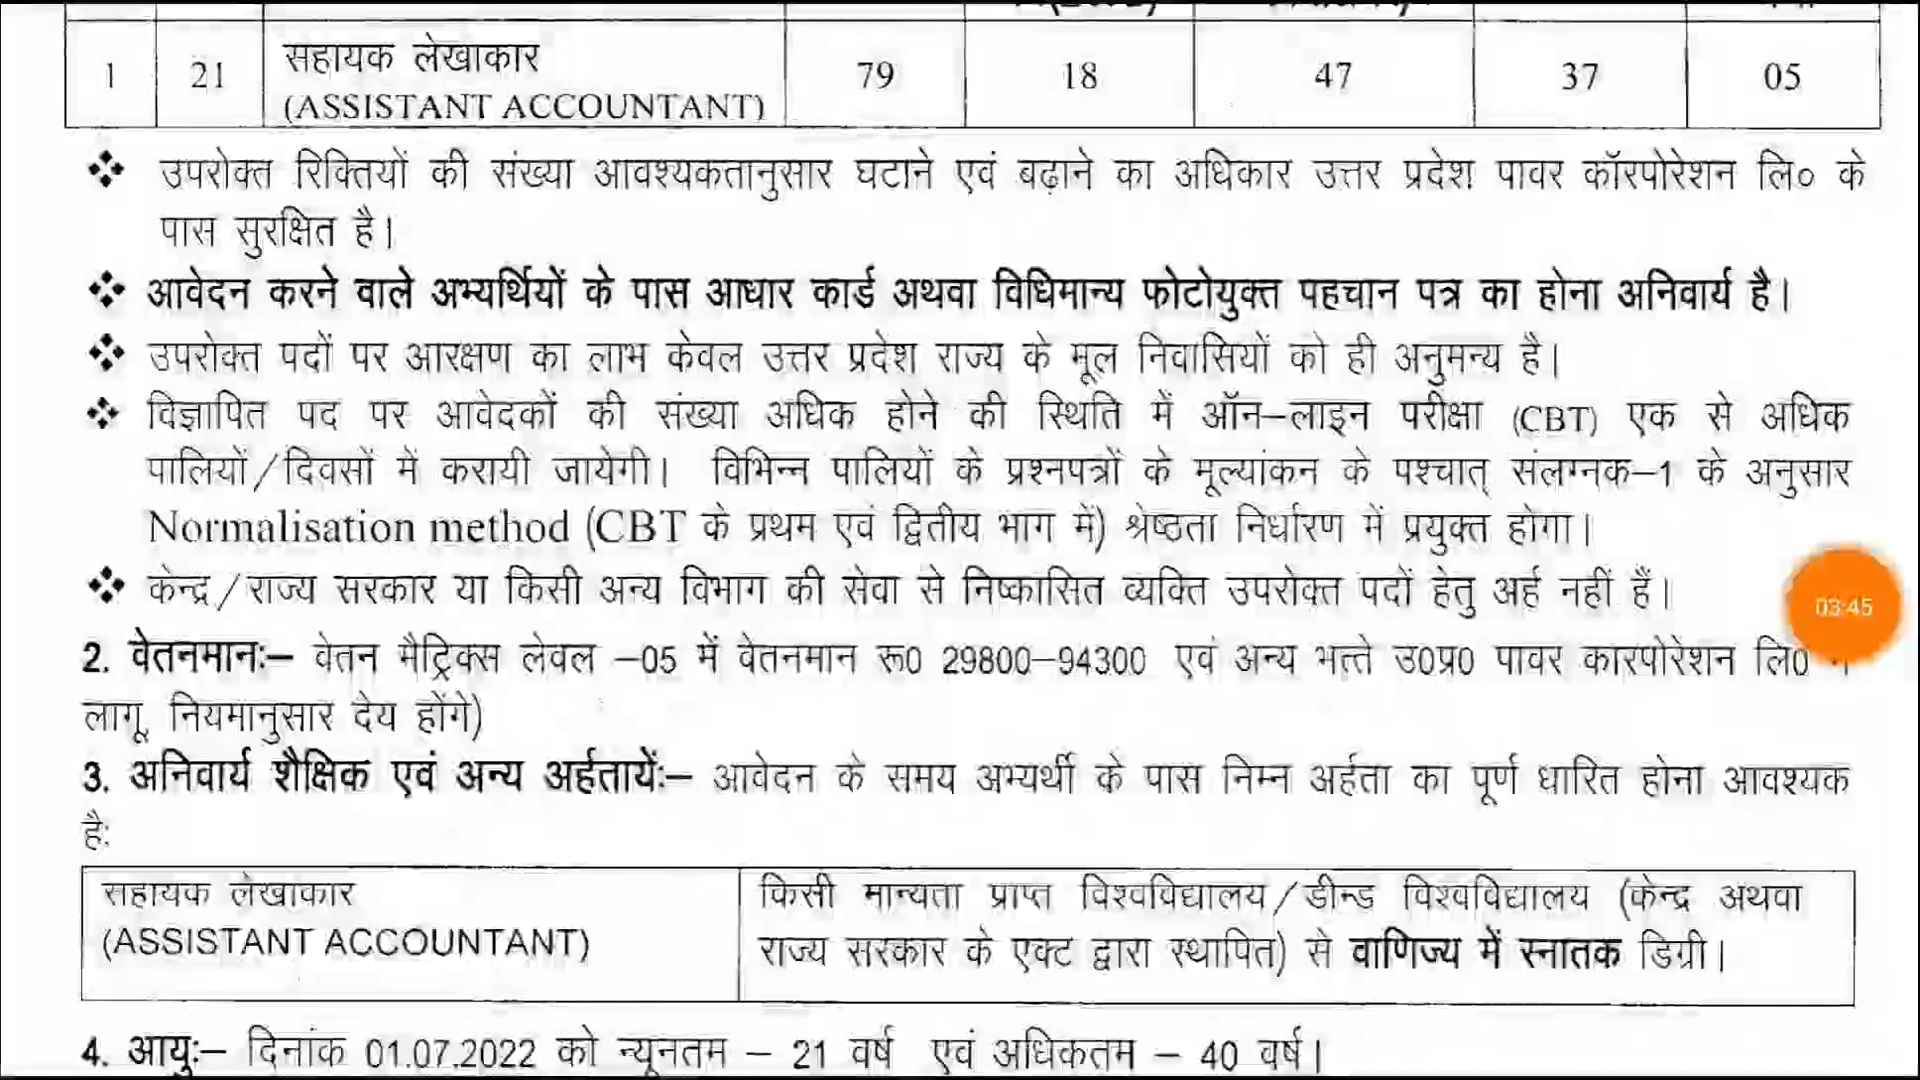 1 21 सहायक लेखाकार 79 18 47 37 05
(ASSISTANT ACCOUNTANT)
❖ उपरोक्त रिक्तियों की संख्या आवश्यकतानुसार घटाने एवं बढ़ाने का अधिकार उत्तर प्रदेश पावर कॉरपोरेशन लि० के
पास सुरक्षित है।
❖ आवेदन करने वाले अभ्यर्थियों के पास आधार कार्ड अथवा विधिमान्य फोटोयुक्त पहचान पत्र का होना अनिवार्य है।
❖ उपरोक्त पदों पर आरक्षण का लाभ केवल उत्तर प्रदेश राज्य के मूल निवासियों को ही अनुमन्य है।
❖ विज्ञापित पद पर आवेदकों की संख्या अधिक होने की स्थिति में ऑन–लाइन परीक्षा (CBT) एक से अधिक
पालियों/दिवसों में करायी जायेगी। विभिन्न पालियों के प्रश्नपत्रों के मूल्यांकन के पश्चात् संलग्नक–1 के अनुसार
Normalisation method (CBT के प्रथम एवं द्वितीय भाग में) श्रेष्ठता निर्धारण में प्रयुक्त होगा।
❖ केन्द्र/राज्य सरकार या किसी अन्य विभाग की सेवा से निष्कासित व्यक्ति उपरोक्त पदों हेतु अर्ह नहीं हैं।
03:45
2. वेतनमानः– वेतन मैट्रिक्स लेवल –05 में वेतनमान रू0 29800–94300 एवं अन्य भत्ते उ0प्र0 पावर कारपोरेशन लि0
लागू नियमानुसार देय होंगे)
3. अनिवार्य शैक्षिक एवं अन्य अर्हतायेंः– आवेदन के समय अभ्यर्थी के पास निम्न अर्हता का पूर्ण धारित होना आवश्यक
है:
सहायक लेखाकार किसी मान्यता प्राप्त विश्वविद्यालय/डीन्ड विश्वविद्यालय (केन्द्र अथवा
(ASSISTANT ACCOUNTANT) राज्य सरकार के एक्ट द्वारा स्थापित) से वाणिज्य में स्नातक डिग्री।
4. आयुः– दिनांक 01.07.2022 को न्यूनतम – 21 वर्ष एवं अधिकतम – 40 वर्ष।